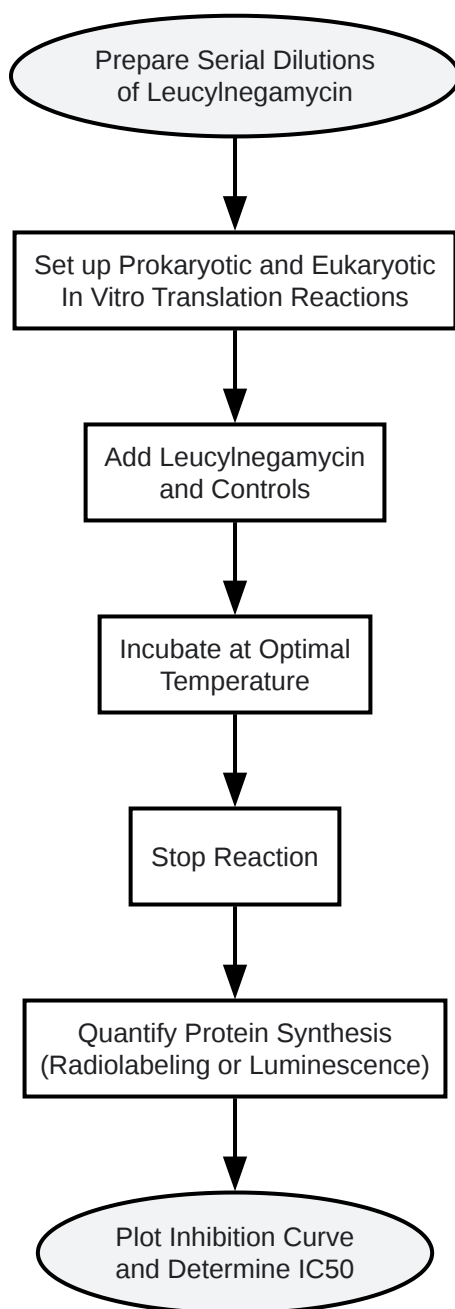 Prepare Serial Dilutions
of Leucylnegamycin
Set up Prokaryotic and Eukaryotic
In Vitro Translation Reactions
Add Leucylnegamycin
and Controls
Incubate at Optimal
Temperature
Stop Reaction
Quantify Protein Synthesis
(Radiolabeling or Luminescence)
Plot Inhibition Curve
and Determine IC50